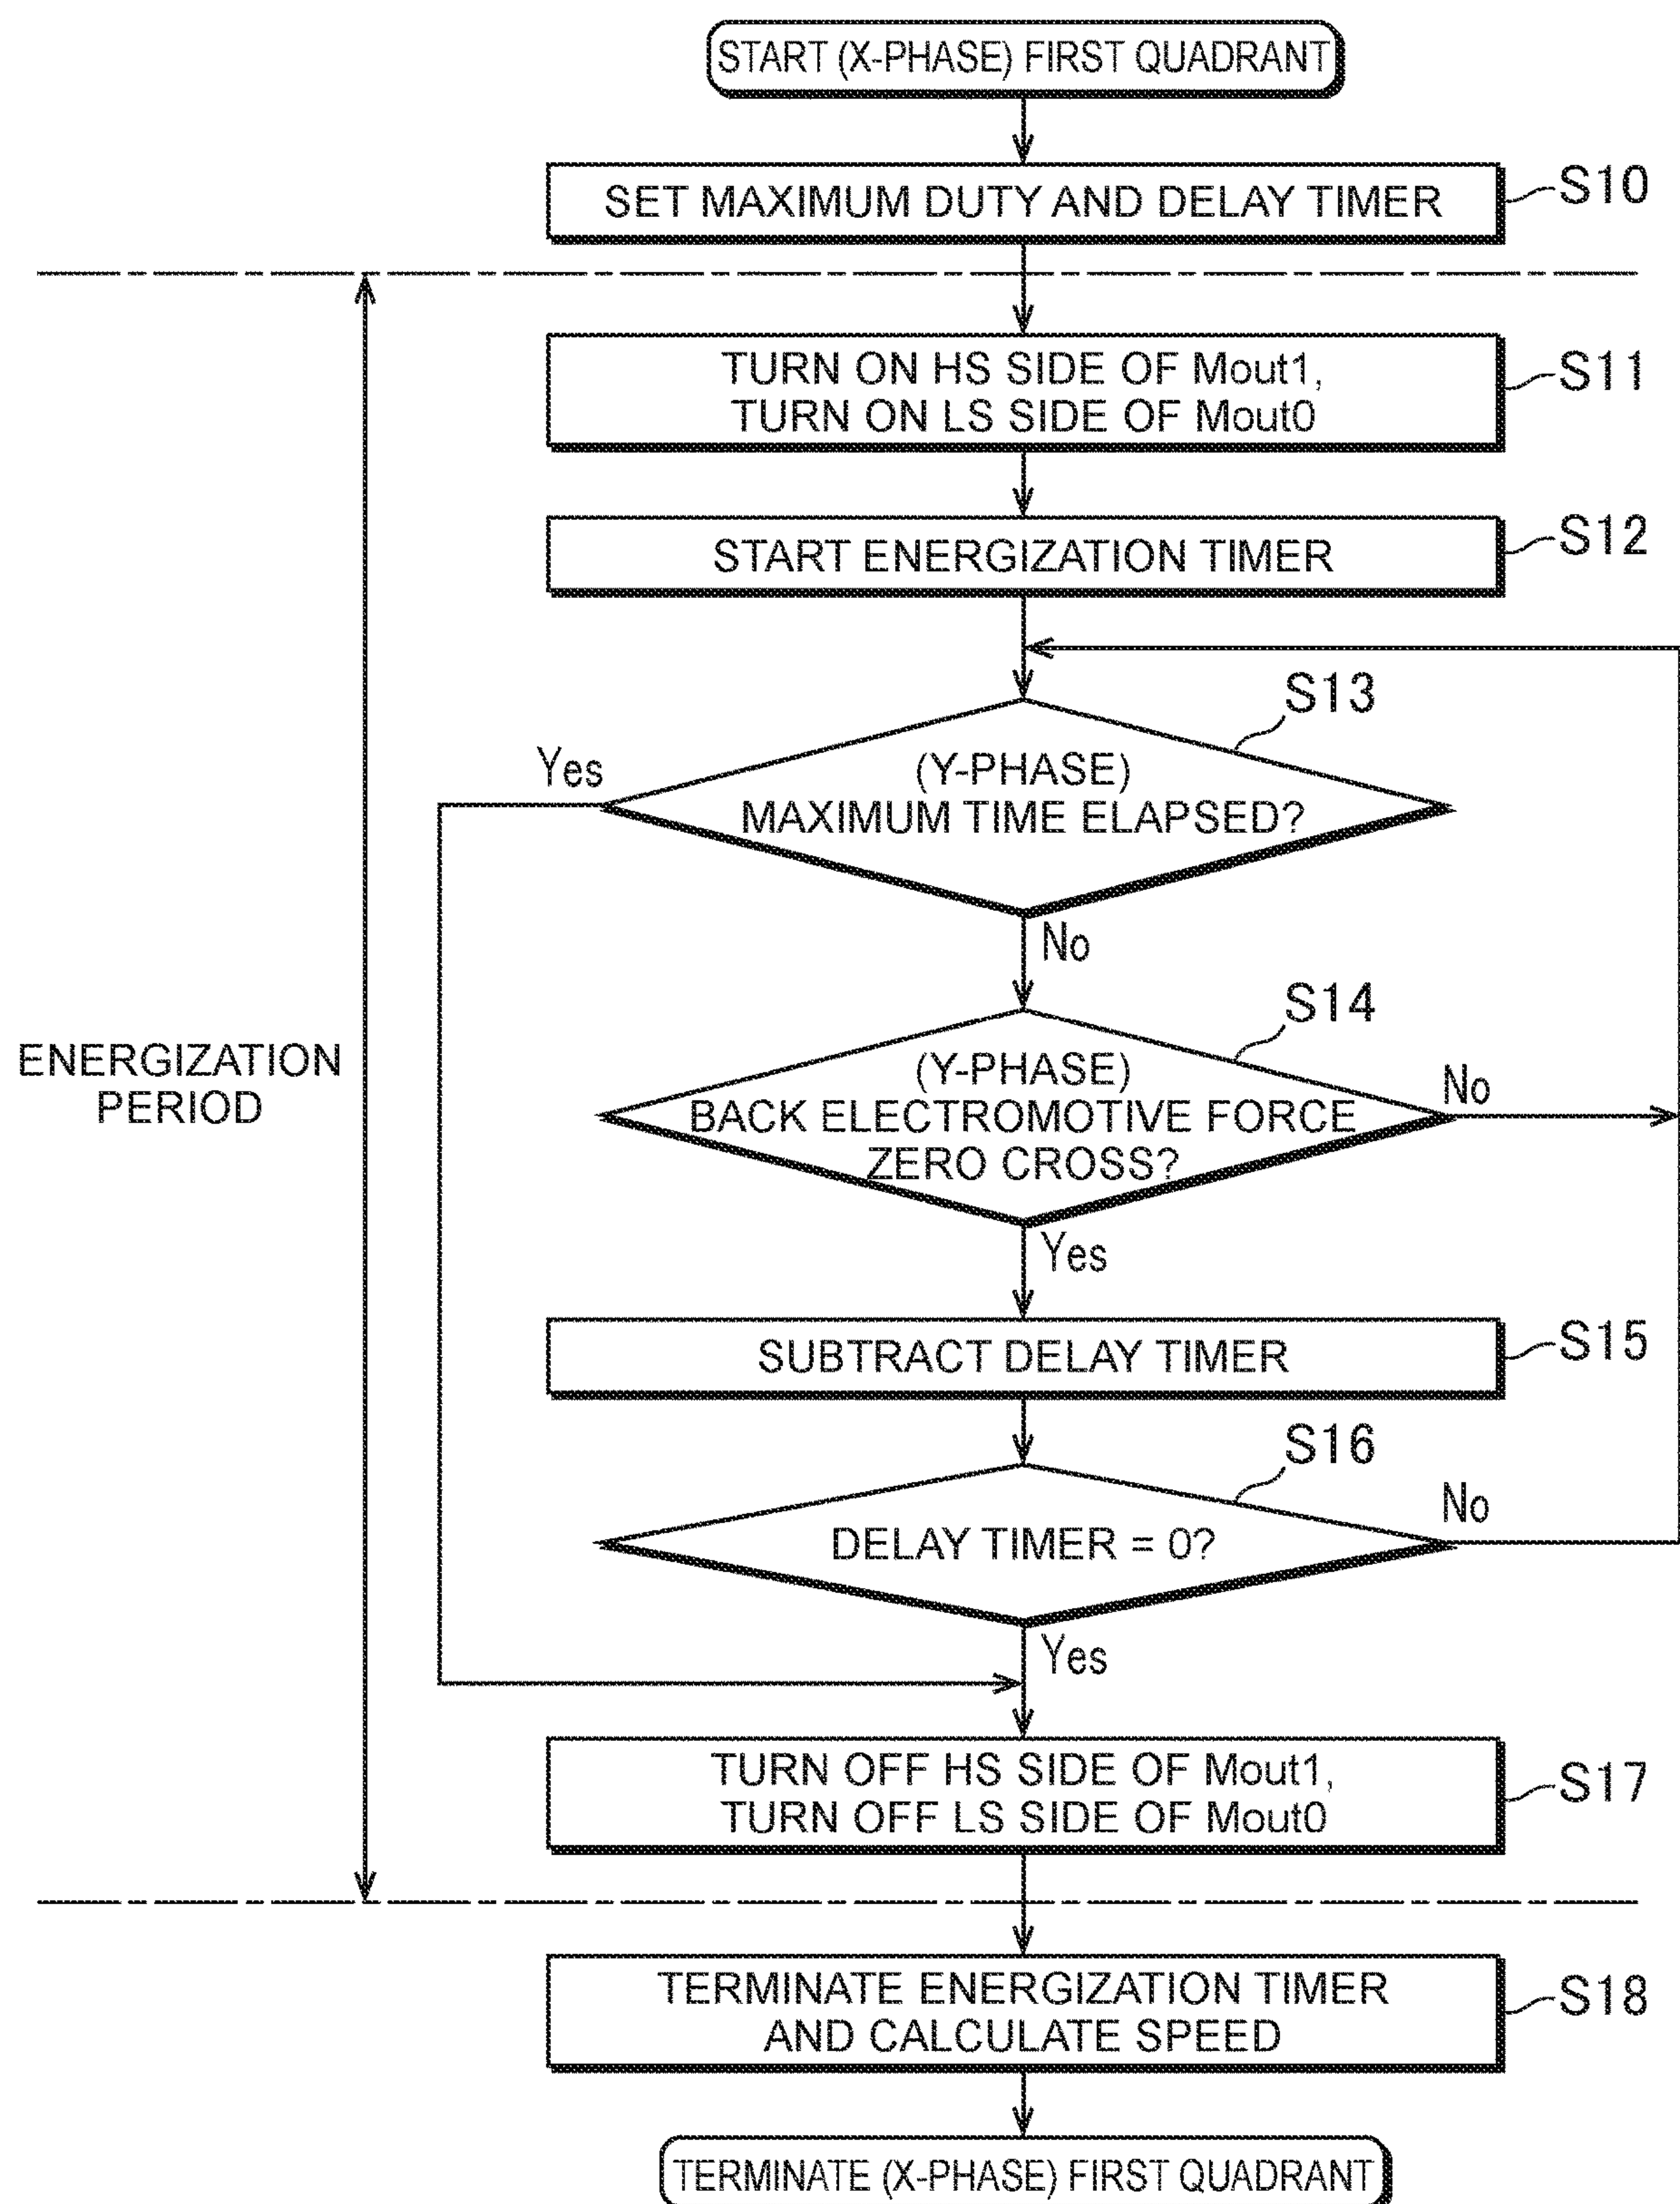 START (X-PHASE) FIRST QUADRANT
SET MAXIMUM DUTY AND DELAY TIMER
S10
TURN ON HS SIDE OF Mout1,
TURN ON LS SIDE OF Mout0
S11
START ENERGIZATION TIMER
S12
S13
Yes
(Y-PHASE)
MAXIMUM TIME ELAPSED?
No
S14
ENERGIZATION
PERIOD
(Y-PHASE)
BACK ELECTROMOTIVE FORCE
ZERO CROSS?
No
Yes
SUBTRACT DELAY TIMER
S15
S16
DELAY TIMER = 0?
No
Yes
TURN OFF HS SIDE OF Mout1,
TURN OFF LS SIDE OF Mout0
S17
TERMINATE ENERGIZATION TIMER
AND CALCULATE SPEED
S18
TERMINATE (X-PHASE) FIRST QUADRANT